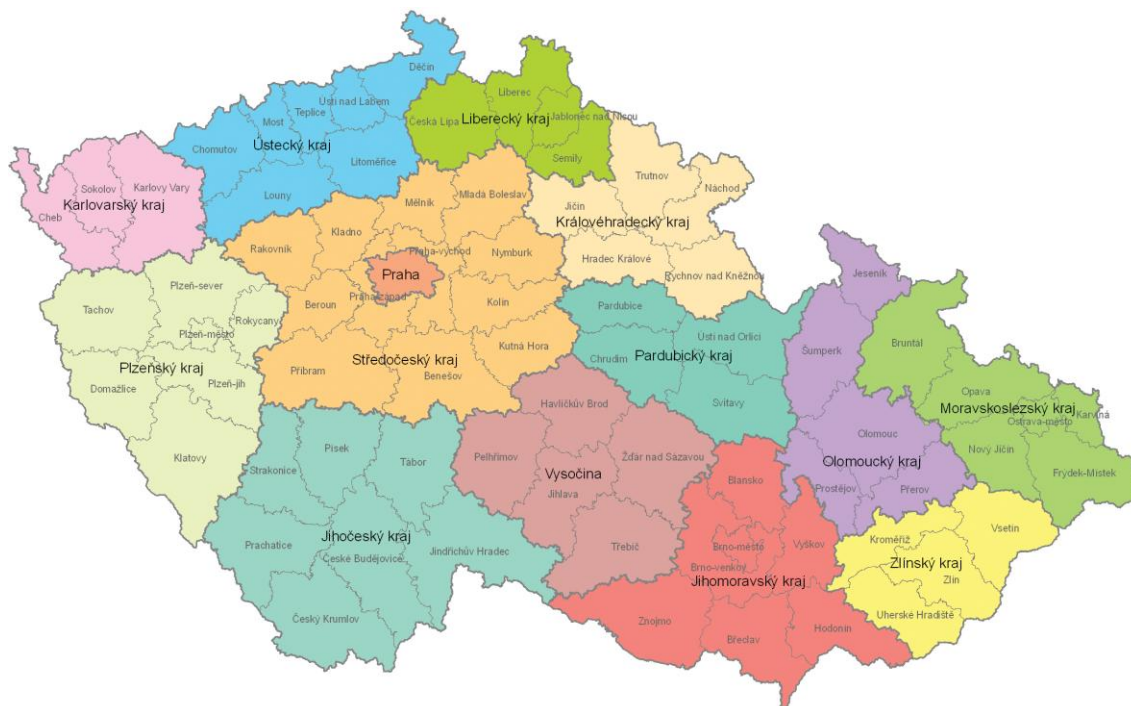 Děčín
Liberec
Ústí nad Labem
Teplice
Most
Česká Lípa
Liberecký kraj
Jablonec nad Nisou
Ústecký kraj
Chomutov
Litoměřice
Semily
Karlovy Vary
Sokolov
Trutnov
Náchod
Mladá Boleslav
Louny
Karlovarský kraj
Mělník
Jičín
Cheb
Královéhradecký kraj
Kladno
Rakovník
Praha-východ
Nymburk
Hradec Králové
Jeseník
Praha
Rychnov nad Kněžnou
Plzeň-sever
Praha-západ
Kolín
Beroun
Tachov
Pardubice
Rokycany
Plzeň-město
Ústí nad Orlicí
Bruntál
Kutná Hora
Šumperk
Chrudim
Pardubický kraj
Středočeský kraj
Plzeňský kraj
Příbram
Benešov
Plzeň-jih
Domažlice
Opava
Svitavy
Havlíčkův Brod
Moravskoslezský kraj
Karviná
Ostrava-město
Olomouc
Písek
Klatovy
Nový Jičín
Pelhřimov
Žďár nad Sázavou
Olomoucký kraj
Tábor
Strakonice
Vysočina
Frýdek-Místek
Blansko
Prostějov
Přerov
Jihlava
Vsetín
Jihočeský kraj
Kroměříž
Prachatice
Třebíč
Brno-město
Vyškov
České Budějovice
Jindřichův Hradec
Zlínský kraj
Brno-venkov
Jihomoravský kraj
Zlín
Uherské Hradiště
Český Krumlov
Znojmo
Hodonín
Břeclav